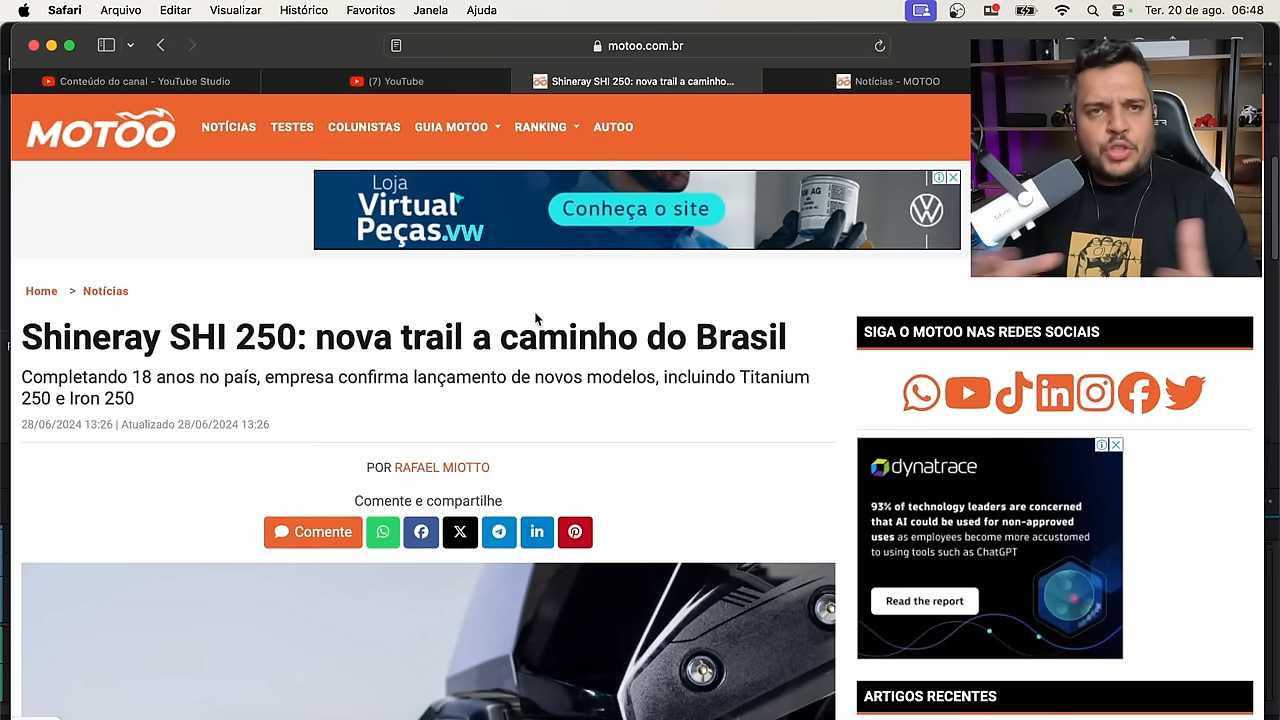 Safari Arquivo Editar Visualizar Histórico Favoritos Janela Ajuda Ter. 20 de ago. 06:48
motoo.com.br
Conteúdo do canal - YouTube Studio
(7) YouTube
Shineray SHI 250: nova trail a caminho...
Notícias - MOTOO
MOTOO
NOTÍCIAS TESTES COLUNISTAS GUIA MOTOO RANKING AUTOO
Loja
Virtual
Peças.vw
Conheça o site
Home > Notícias
Shineray SHI 250: nova trail a caminho do Brasil
Completando 18 anos no país, empresa confirma lançamento de novos modelos, incluindo Titanium
250 e Iron 250
28/06/2024 13:26 | Atualizado 28/06/2024 13:26
POR RAFAEL MIOTTO
Comente e compartilhe
Comente
SIGA O MOTOO NAS REDES SOCIAIS
dynatrace
93% of technology leaders are concerned
that AI could be used for non-approved
uses as employees become more accustomed
to using tools such as ChatGPT
Read the report
ARTIGOS RECENTES